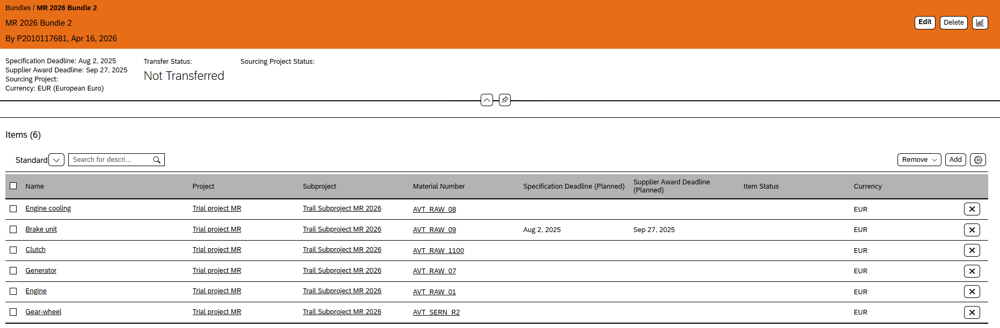 Bundles / MR 2026 Bundle 2
MR 2026 Bundle 2
By P2010117681, Apr 16, 2026
Edit Delete
Specification Deadline: Aug 2, 2025
Supplier Award Deadline: Sep 27, 2025
Sourcing Project:
Currency: EUR (European Euro)
Transfer Status:
Not Transferred
Sourcing Project Status:
Items (6)
Standard Search for descri... Remove Add
Name Project Subproject Material Number Specification Deadline (Planned) Supplier Award Deadline (Planned) Item Status Currency
Engine cooling Trial project MR Trail Subproject MR 2026 AVT_RAW_08 EUR
Brake unit Trial project MR Trail Subproject MR 2026 AVT_RAW_09 Aug 2, 2025 Sep 27, 2025 EUR
Clutch Trial project MR Trail Subproject MR 2026 AVT_RAW_1100 EUR
Generator Trial project MR Trail Subproject MR 2026 AVT_RAW_07 EUR
Engine Trial project MR Trail Subproject MR 2026 AVT_RAW_01 EUR
Gear-wheel Trial project MR Trail Subproject MR 2026 AVT_SERN_R2 EUR